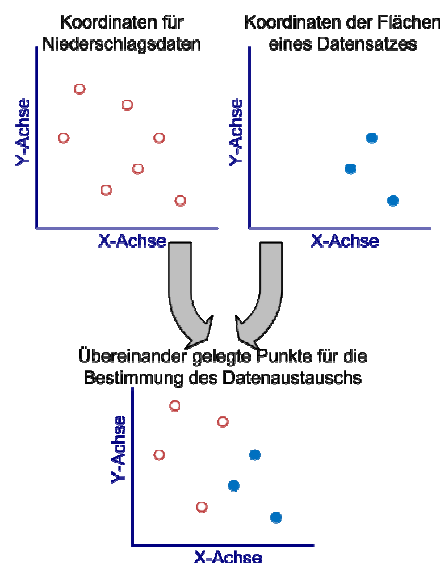 Koordinaten für
Niederschlagsdaten
Y-Achse
X-Achse
Koordinaten der Flächen
eines Datensatzes
Y-Achse
X-Achse
Übereinander gelegte Punkte für die
Bestimmung des Datenaustauschs
Y-Achse
X-Achse